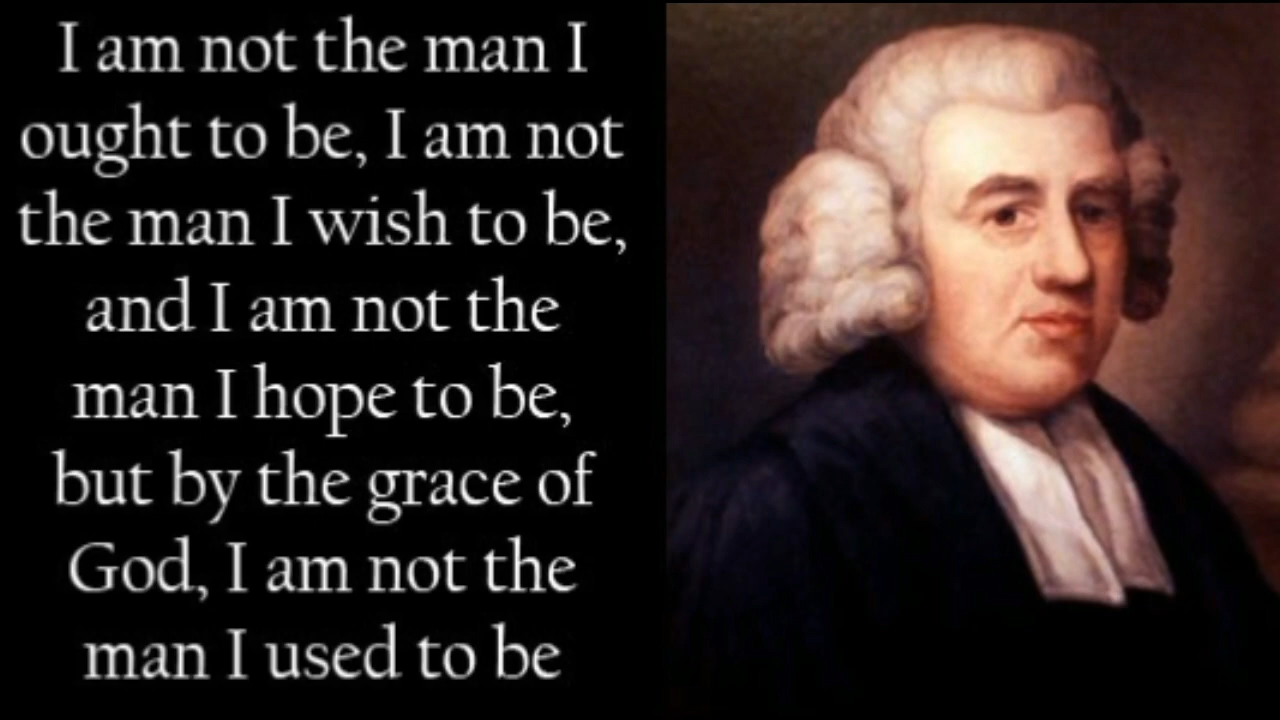 I am not the man I
ought to be, I am not
the man I wish to be,
and I am not the
man I hope to be,
but by the grace of
God, I am not the
man I used to be